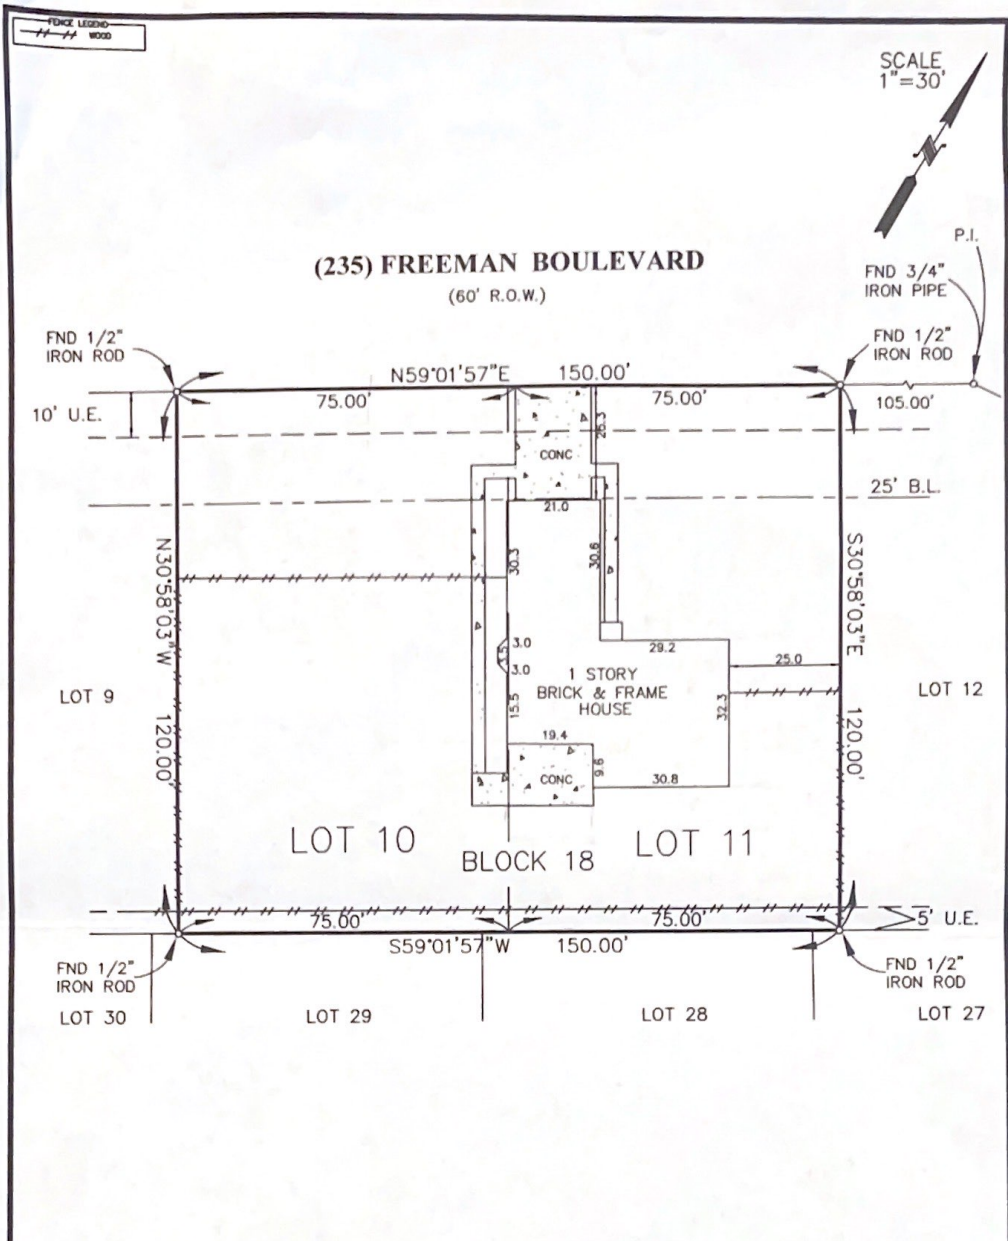 FENCE LEGEND
WOOD
SCALE
1"=30'
P.I.
(235) FREEMAN BOULEVARD
(60' R.O.W.)
FND 3/4"
IRON PIPE
FND 1/2"
IRON ROD
FND 1/2"
IRON ROD
N59°01'57"E 150.00'
75.00' 75.00' 105.00'
10' U.E.
26.3
CONC
25' B.L.
21.0
N30°58'03"W 120.00'
30.3
30.6
S30°58'03"E 120.00'
3.0
3.5
3.0
29.2
25.0
1 STORY
BRICK & FRAME
HOUSE
LOT 9
LOT 12
15.5
32.3
19.4
CONC
9.6
30.8
LOT 10
BLOCK 18
LOT 11
75.00' 75.00'
5' U.E.
S59°01'57"W 150.00'
FND 1/2"
IRON ROD
FND 1/2"
IRON ROD
LOT 30 LOT 29 LOT 28 LOT 27